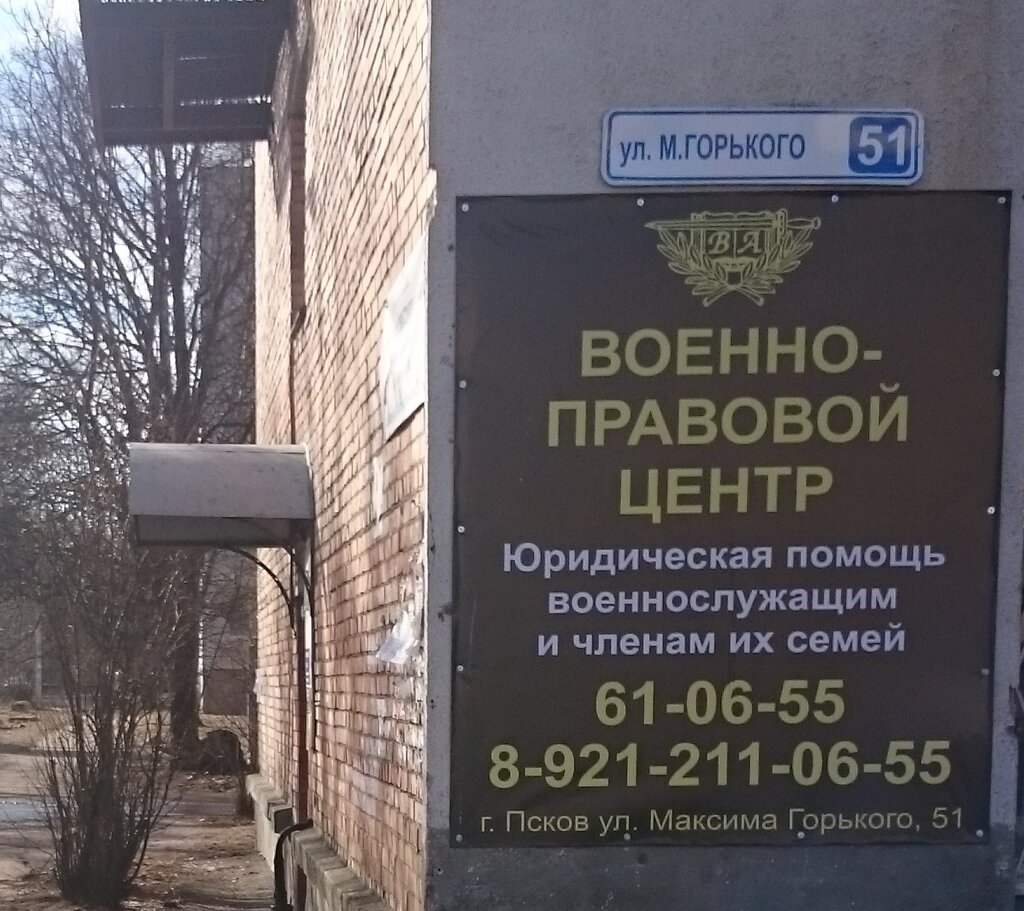 ул. М.ГОРЬКОГО 51
ВА
ВОЕННО-
ПРАВОВОЙ
ЦЕНТР
Юридическая помощь
военнослужащим
и членам их семей
61-06-55
8-921-211-06-55
г. Псков ул. Максима Горького, 51